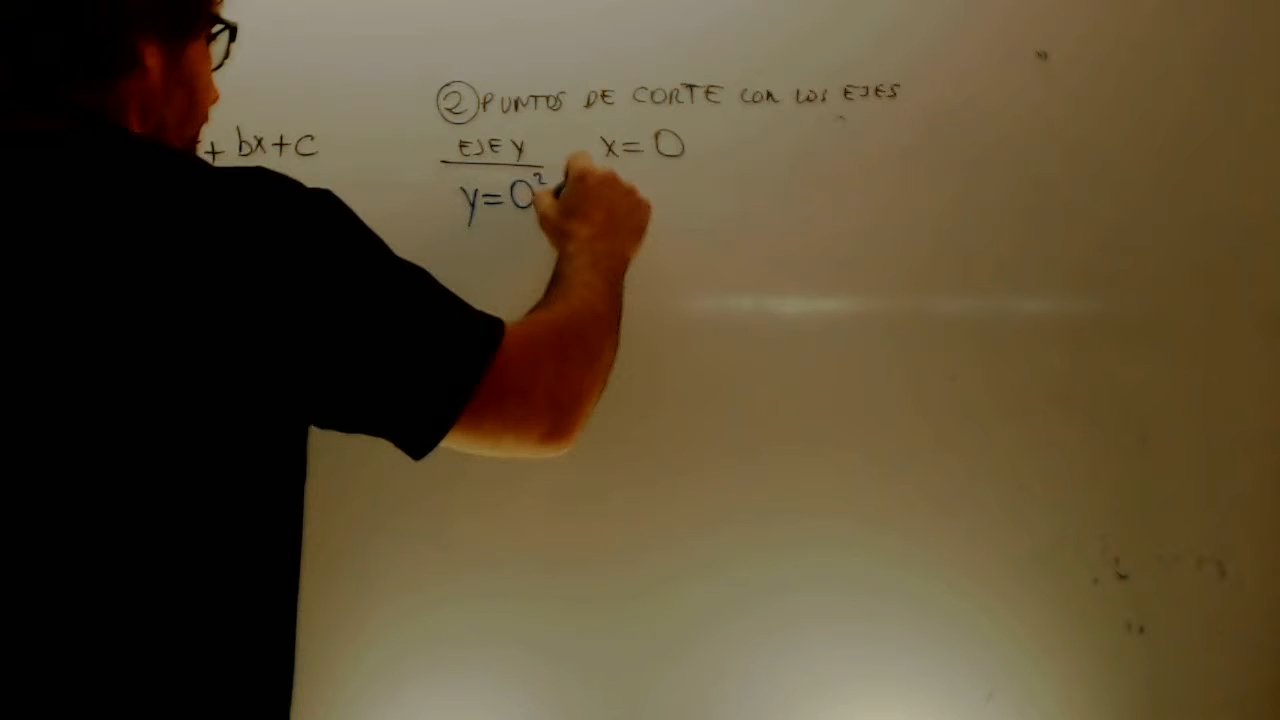 ② PUNTOS DE CORTE CON LOS EJES
+ bx+c
EJE Y x=0
y=0²